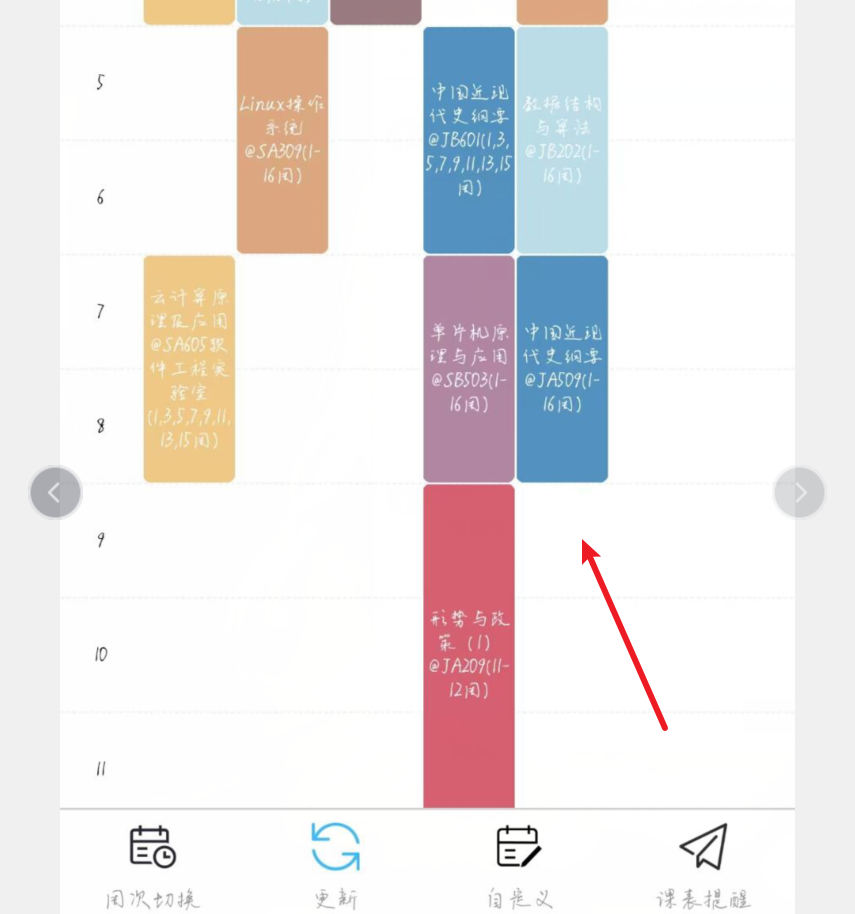 5
6
7
8
9
10
11
Linux操作
系统
@SA309(1-
16周)
中国近现
代史纲要
@JB601(1,3,
5,7,9,11,13,15
周)
数据结构
与算法
@JB202(1-
16周)
云计算原
理及应用
@SA605软
件工程实
验室
(1,3,5,7,9,11,
13,15周)
单片机原
理与应用
@SB503(1-
16周)
中国近现
代史纲要
@JA509(1-
16周)
形势与政
策(1)
@JA209(11-
12周)
周次切换
更新
自定义
课表提醒